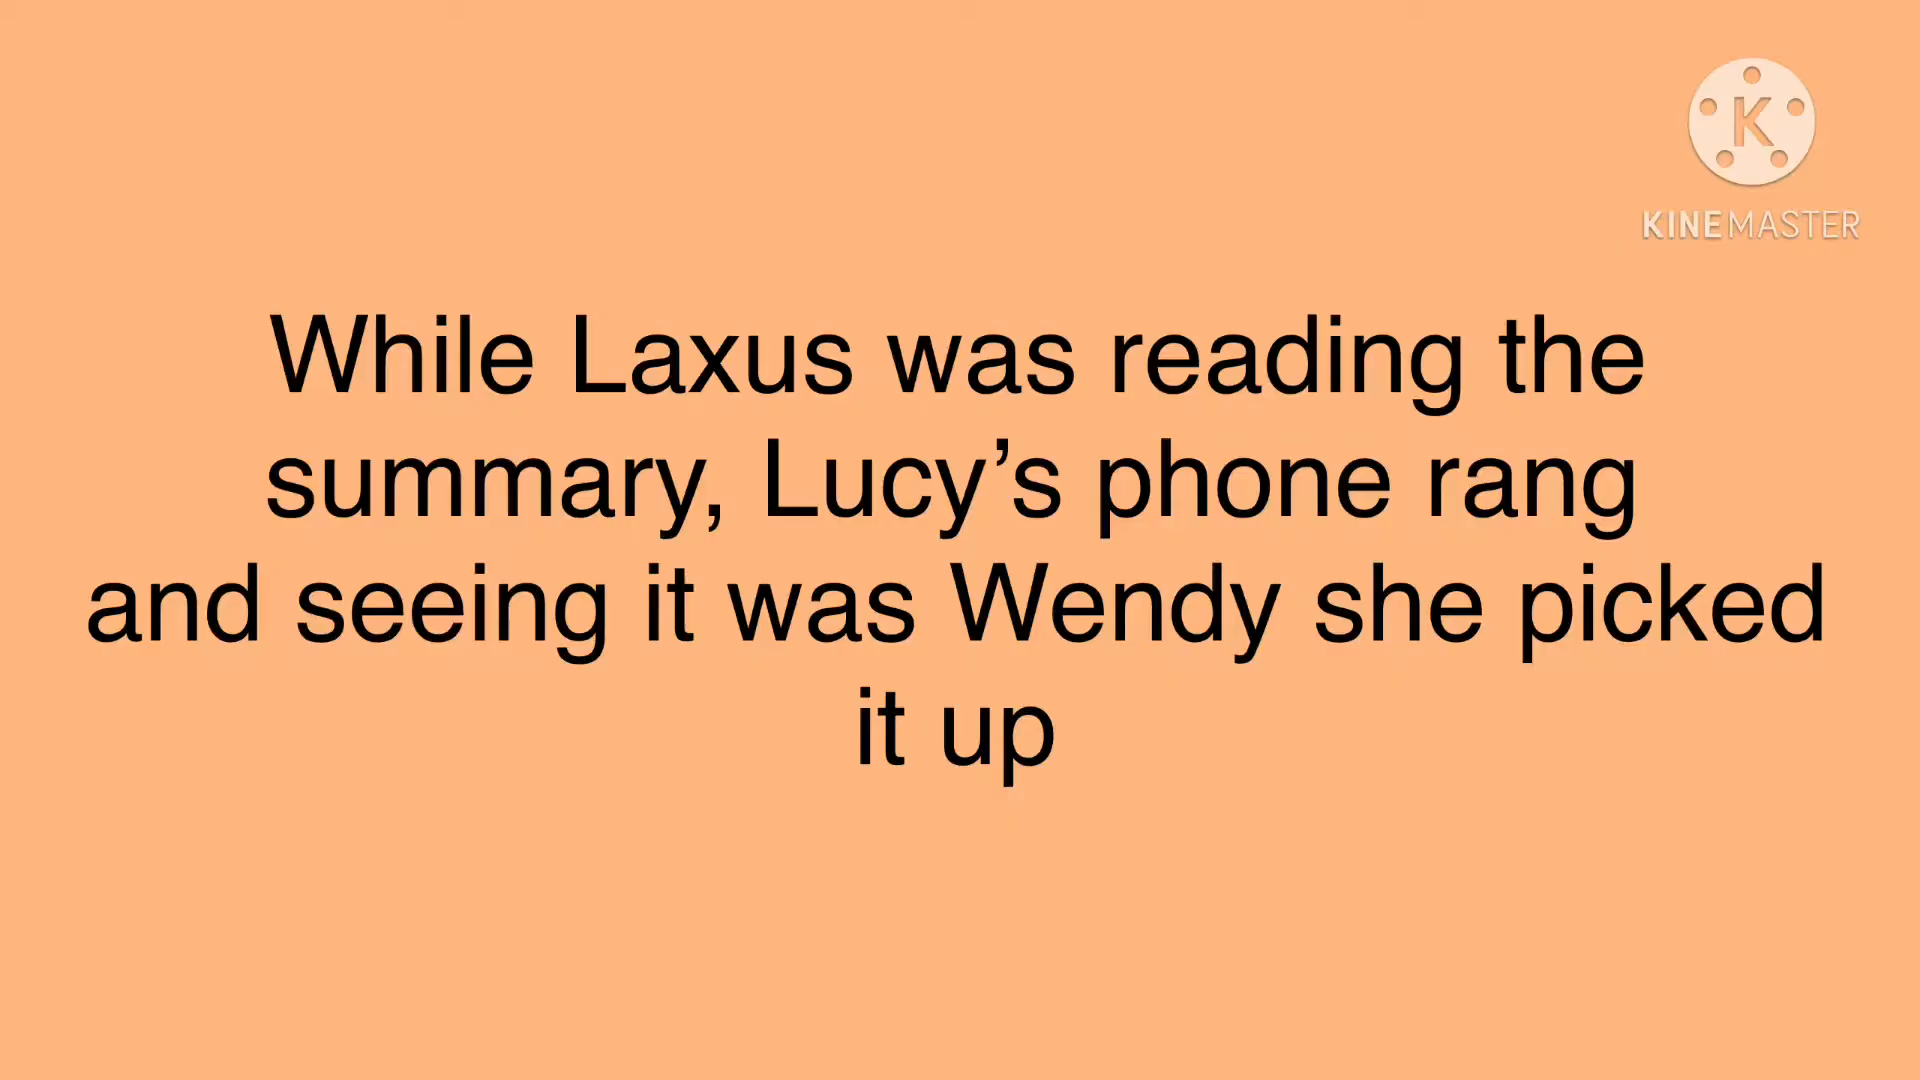 K
KINEMASTER
While Laxus was reading the
summary, Lucy’s phone rang
and seeing it was Wendy she picked
it up